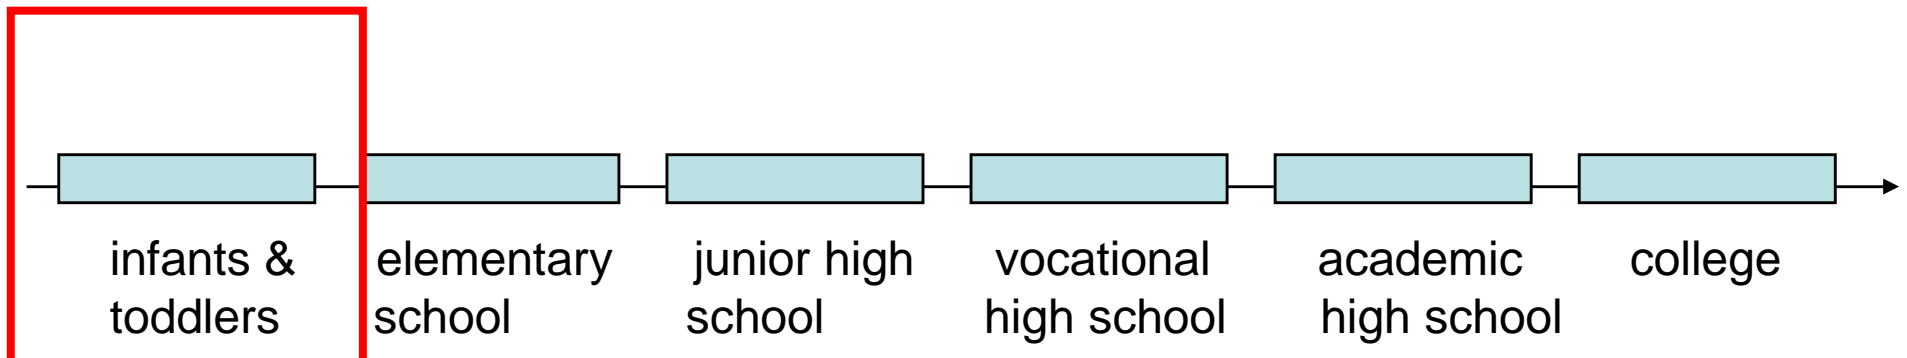 infants &
toddlers
elementary
school
junior high
school
vocational
high school
academic
high school
college